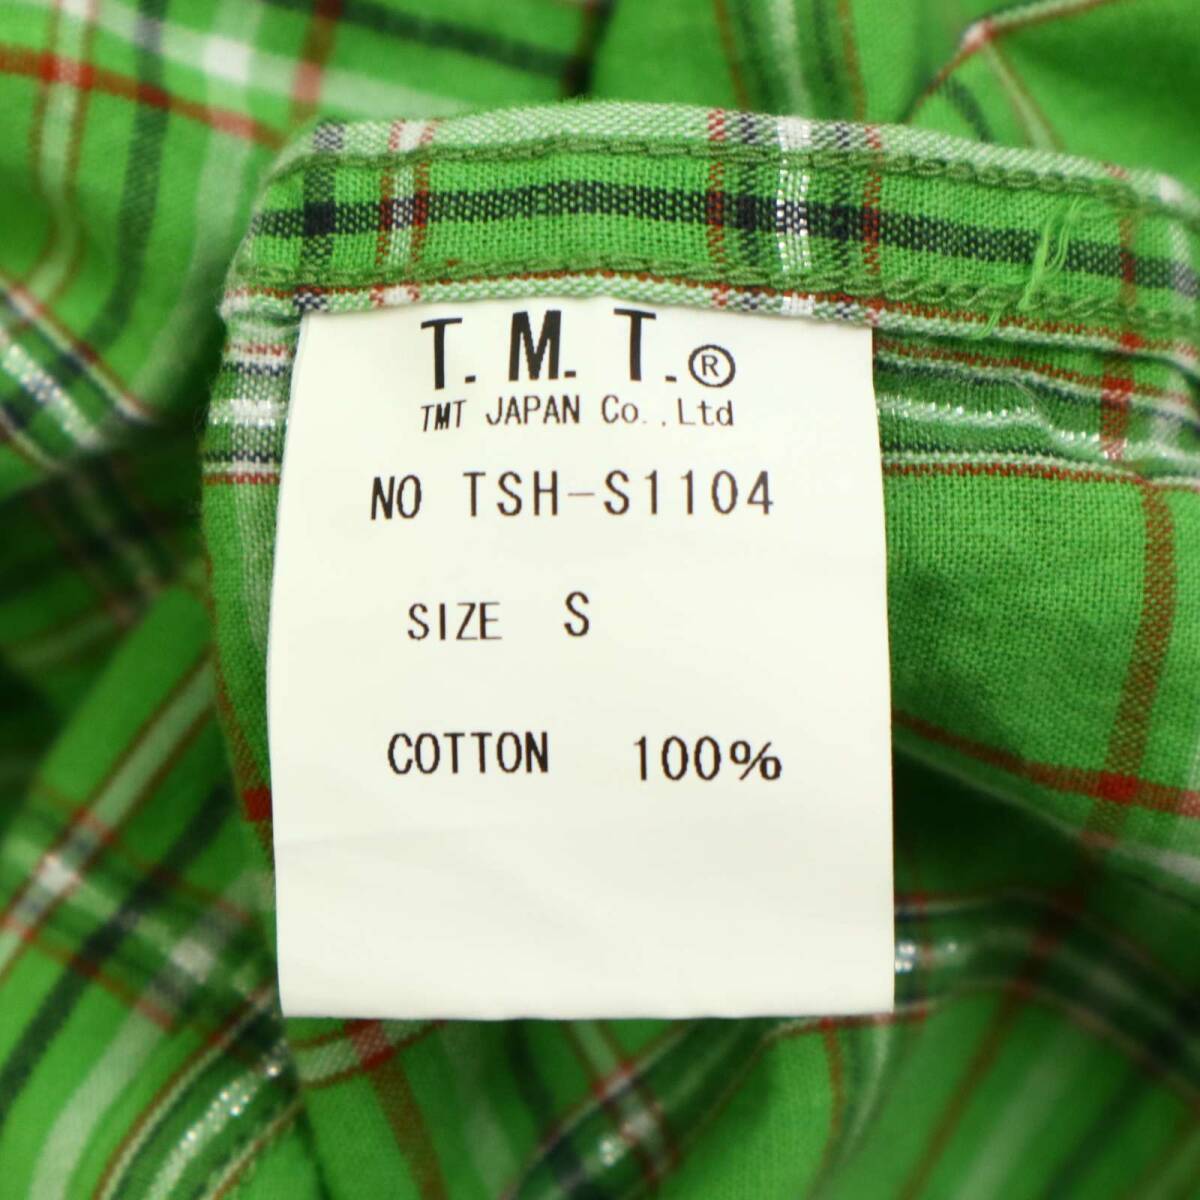 T.M.T.®
TMT JAPAN Co.,Ltd
NO TSH-S1104
SIZE S
COTTON 100%